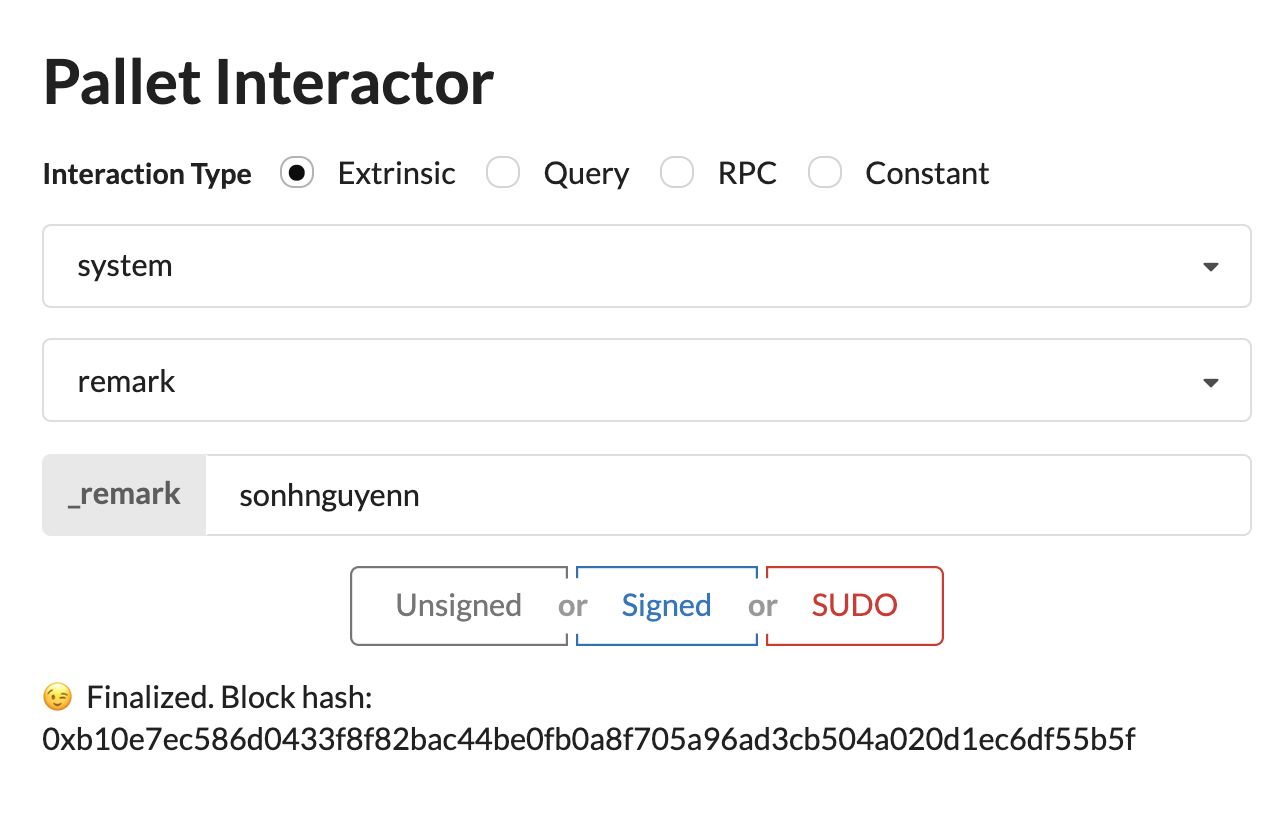 Pallet Interactor
Interaction Type Extrinsic Query RPC Constant
system
remark
_remark sonhnguyenn
Unsigned or Signed or SUDO
😉 Finalized. Block hash:
0xb10e7ec586d0433f8f82bac44be0fb0a8f705a96ad3cb504a020d1ec6df55b5f